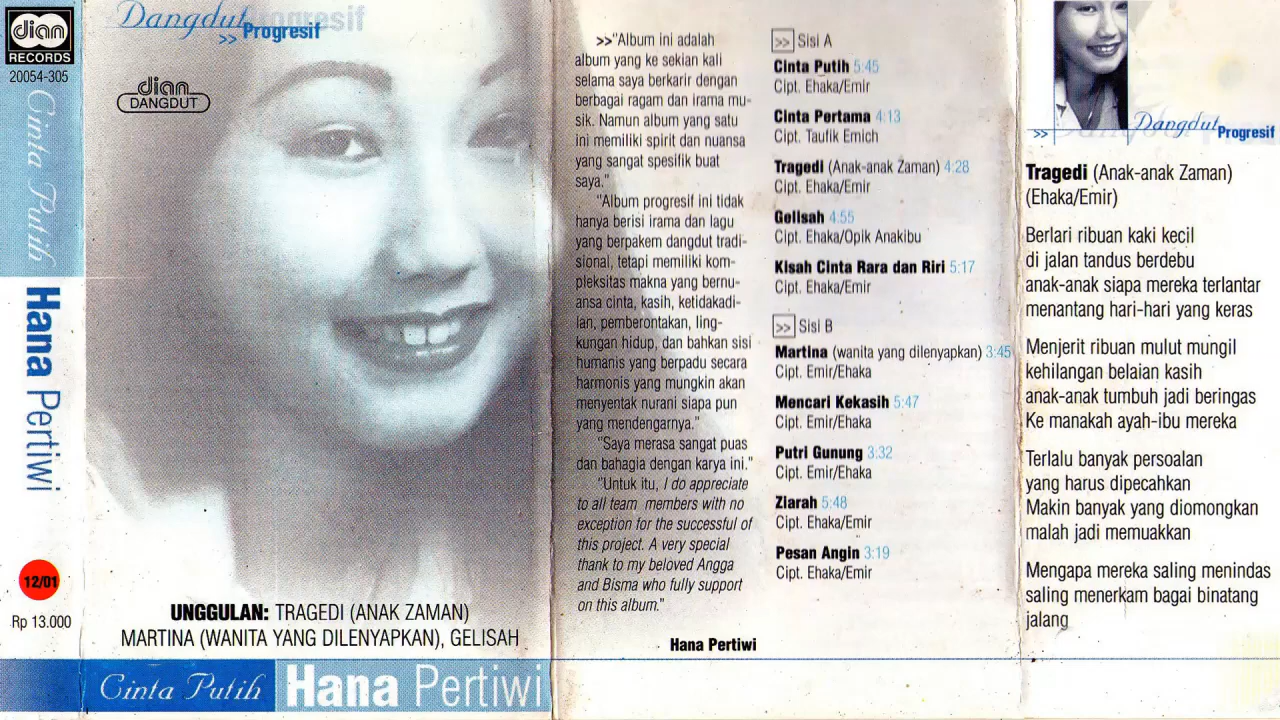 dian
RECORDS
20054-305
Cinta Putih
Hana Pertiwi
12/01
Rp 13.000
Dangdut
>> Progresif
dian
DANGDUT
UNGGULAN: TRAGEDI (ANAK ZAMAN)
MARTINA (WANITA YANG DILENYAPKAN), GELISAH
Cinta Putih Hana Pertiwi
>>"Album ini adalah
album yang ke sekian kali
selama saya berkarir dengan
berbagai ragam dan irama mu-
sik. Namun album yang satu
ini memiliki spirit dan nuansa
yang sangat spesifik buat
saya."
"Album progresif ini tidak
hanya berisi irama dan lagu
yang berpakem dangdut tradi-
sional, tetapi memiliki kom-
pleksitas makna yang bernu-
ansa cinta, kasih, ketidakadi-
lan, pemberontakan, ling-
kungan hidup, dan bahkan sisi
humanis yang berpadu secara
harmonis yang mungkin akan
menyentak nurani siapa pun
yang mendengarnya."
"Saya merasa sangat puas
dan bahagia dengan karya ini."
"Untuk itu, I do appreciate
to all team members with no
exception for the successful of
this project. A very special
thank to my beloved Angga
and Bisma who fully support
on this album."
Hana Pertiwi
>> Sisi A
Cinta Putih 5:45
Cipt. Ehaka/Emir
Cinta Pertama 4:13
Cipt. Taufik Emich
Tragedi (Anak-anak Zaman) 4:28
Cipt. Ehaka/Emir
Gelisah 4:55
Cipt. Ehaka/Opik Anakibu
Kisah Cinta Rara dan Riri 5:17
Cipt. Ehaka/Emir
>> Sisi B
Martina (wanita yang dilenyapkan) 3:45
Cipt. Emir/Ehaka
Mencari Kekasih 5:47
Cipt. Emir/Ehaka
Putri Gunung 3:32
Cipt. Emir/Ehaka
Ziarah 5:48
Cipt. Ehaka/Emir
Pesan Angin 3:19
Cipt. Ehaka/Emir
>> Dangdut Progresif
Tragedi (Anak-anak Zaman)
(Ehaka/Emir)
Berlari ribuan kaki kecil
di jalan tandus berdebu
anak-anak siapa mereka terlantar
menantang hari-hari yang keras
Menjerit ribuan mulut mungil
kehilangan belaian kasih
anak-anak tumbuh jadi beringas
Ke manakah ayah-ibu mereka
Terlalu banyak persoalan
yang harus dipecahkan
Makin banyak yang diomongkan
malah jadi memuakkan
Mengapa mereka saling menindas
saling menerkam bagai binatang
jalang